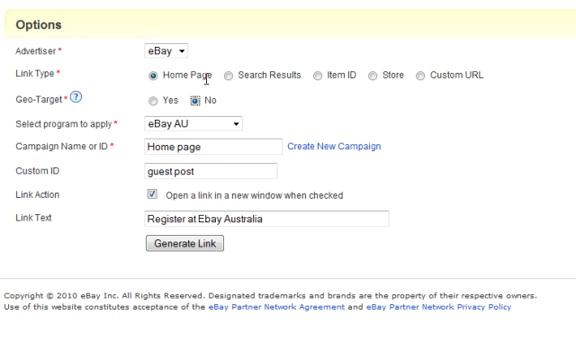 Options
Advertiser * eBay
Link Type * Home Page Search Results Item ID Store Custom URL
Geo-Target * ? Yes No
Select program to apply * eBay AU
Campaign Name or ID * Home page Create New Campaign
Custom ID guest post
Link Action Open a link in a new window when checked
Link Text Register at Ebay Australia
Generate Link
Copyright © 2010 eBay Inc. All Rights Reserved. Designated trademarks and brands are the property of their respective owners.
Use of this website constitutes acceptance of the eBay Partner Network Agreement and eBay Partner Network Privacy Policy